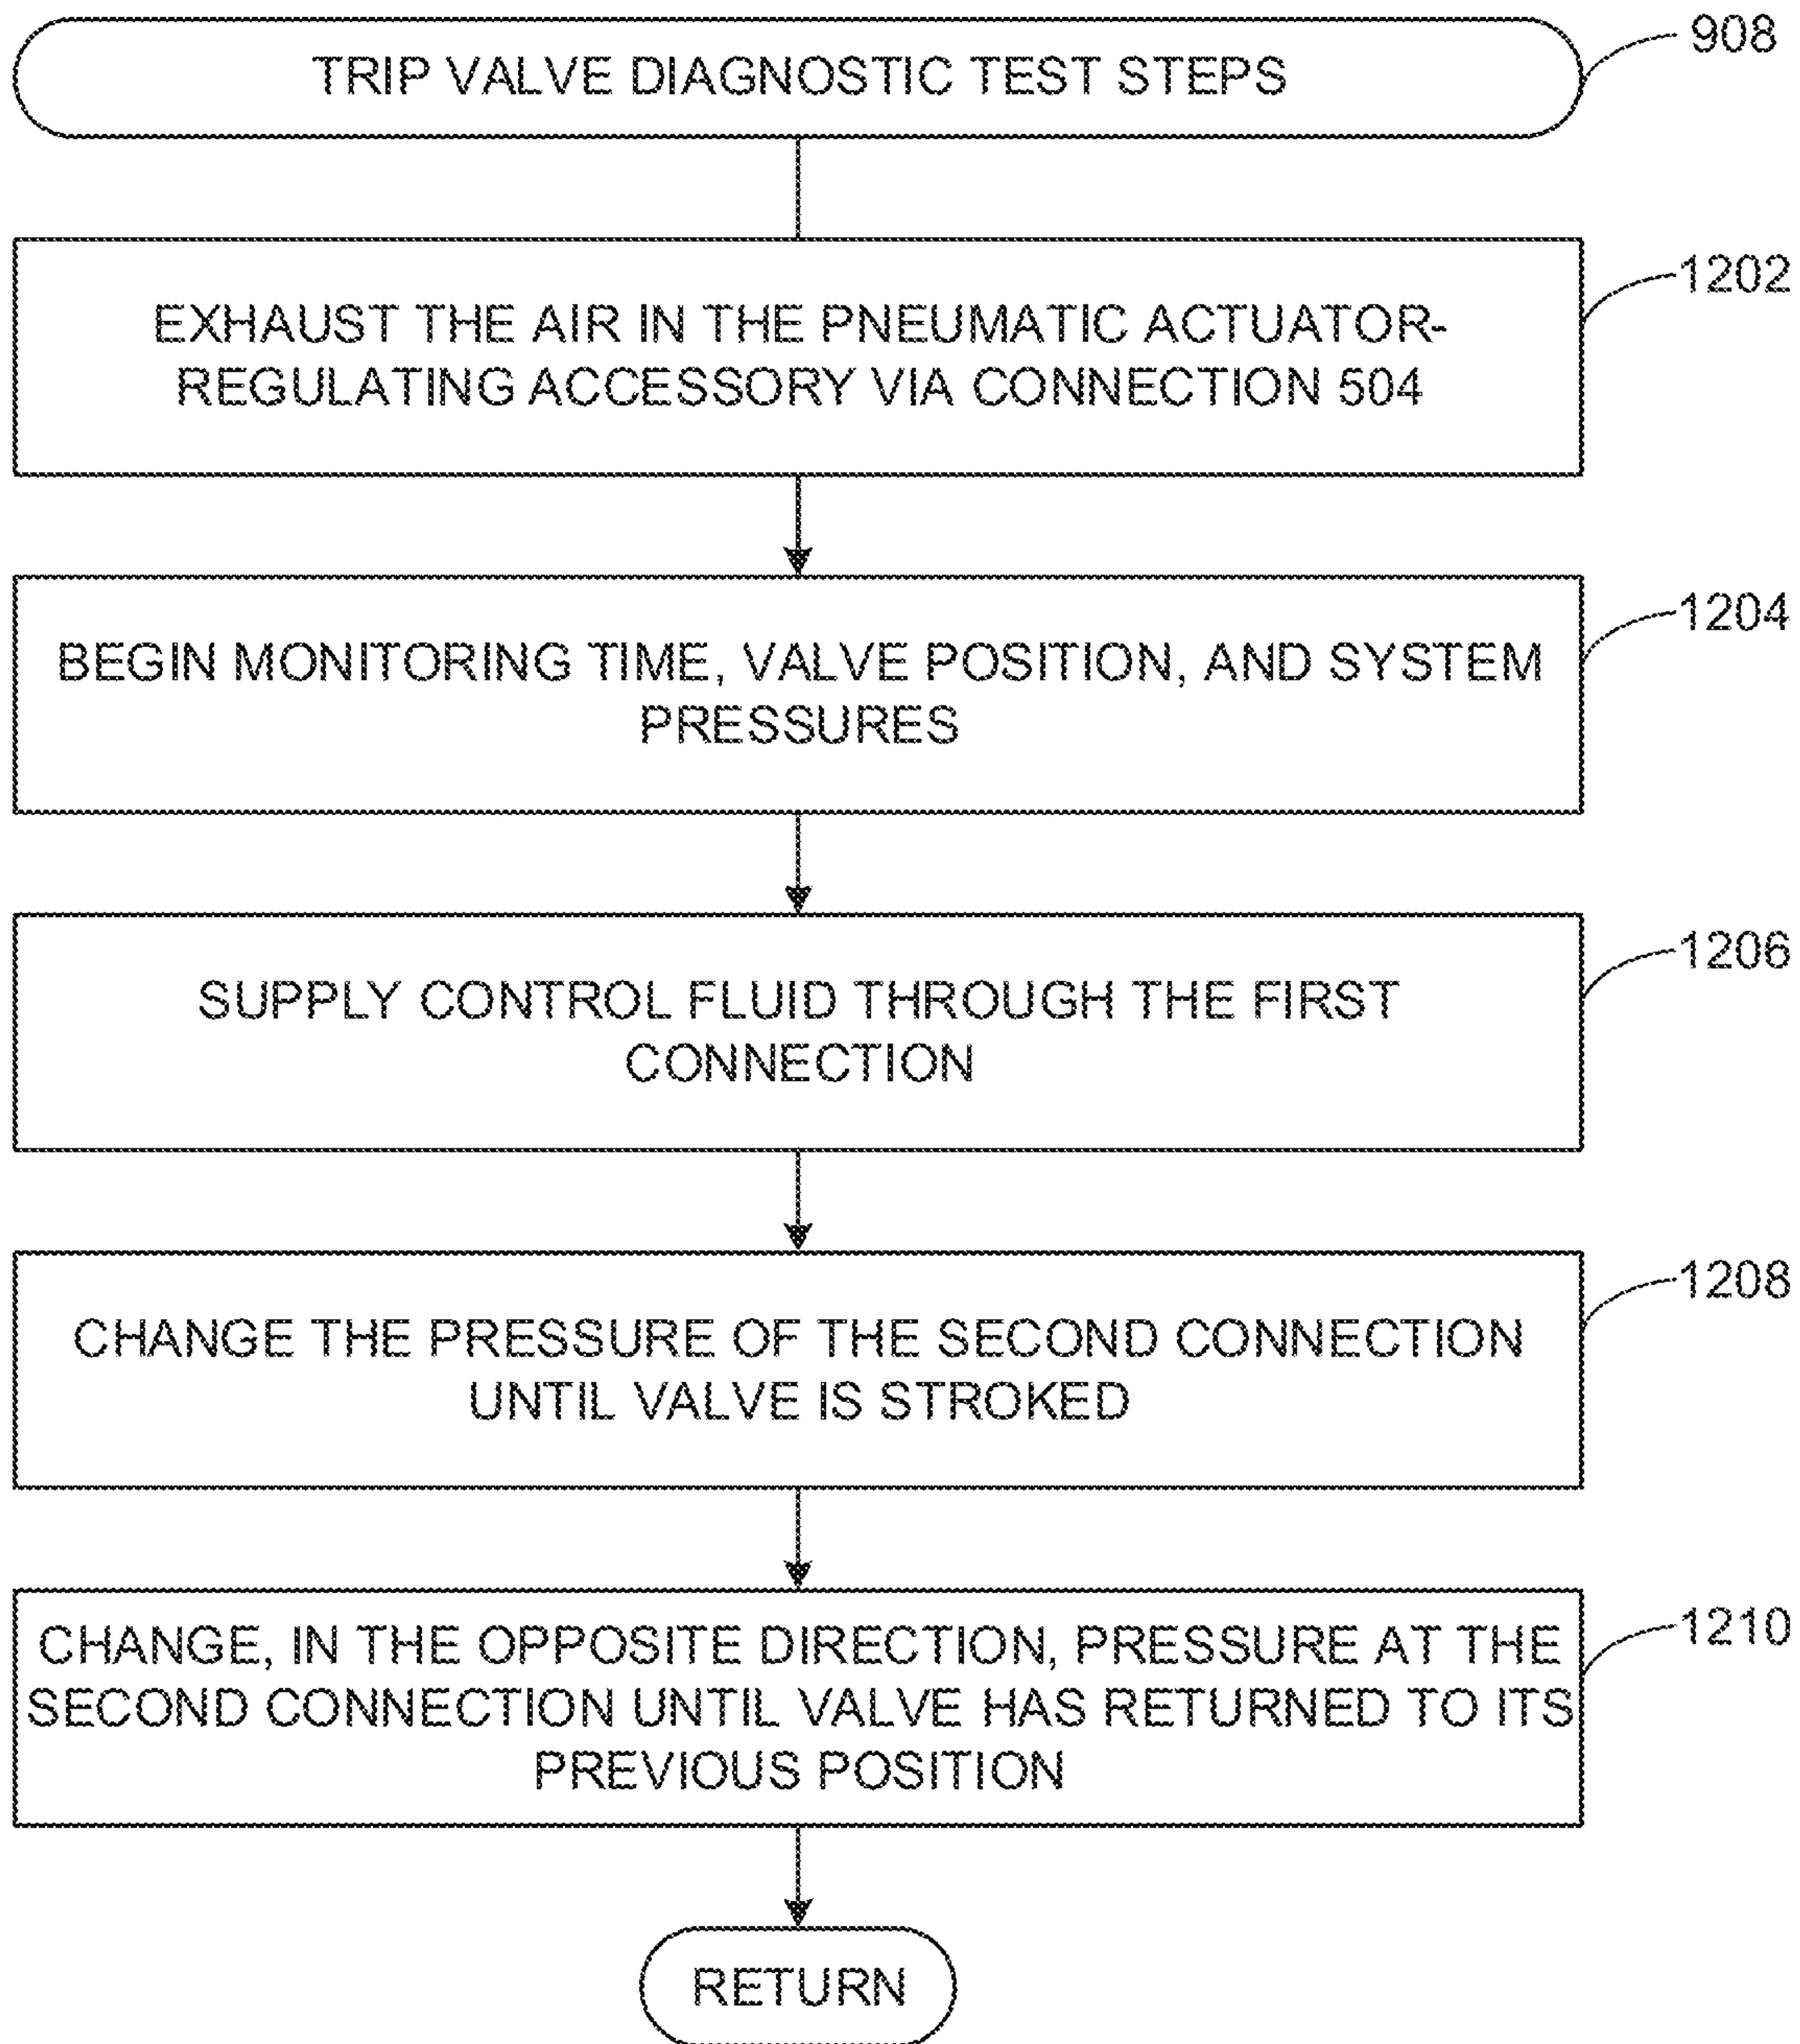 TRIP VALVE DIAGNOSTIC TEST STEPS
908
EXHAUST THE AIR IN THE PNEUMATIC ACTUATOR-
REGULATING ACCESSORY VIA CONNECTION 504
1202
BEGIN MONITORING TIME, VALVE POSITION, AND SYSTEM
PRESSURES
1204
SUPPLY CONTROL FLUID THROUGH THE FIRST
CONNECTION
1206
CHANGE THE PRESSURE OF THE SECOND CONNECTION
UNTIL VALVE IS STROKED
1208
CHANGE, IN THE OPPOSITE DIRECTION, PRESSURE AT THE
SECOND CONNECTION UNTIL VALVE HAS RETURNED TO ITS
PREVIOUS POSITION
1210
RETURN